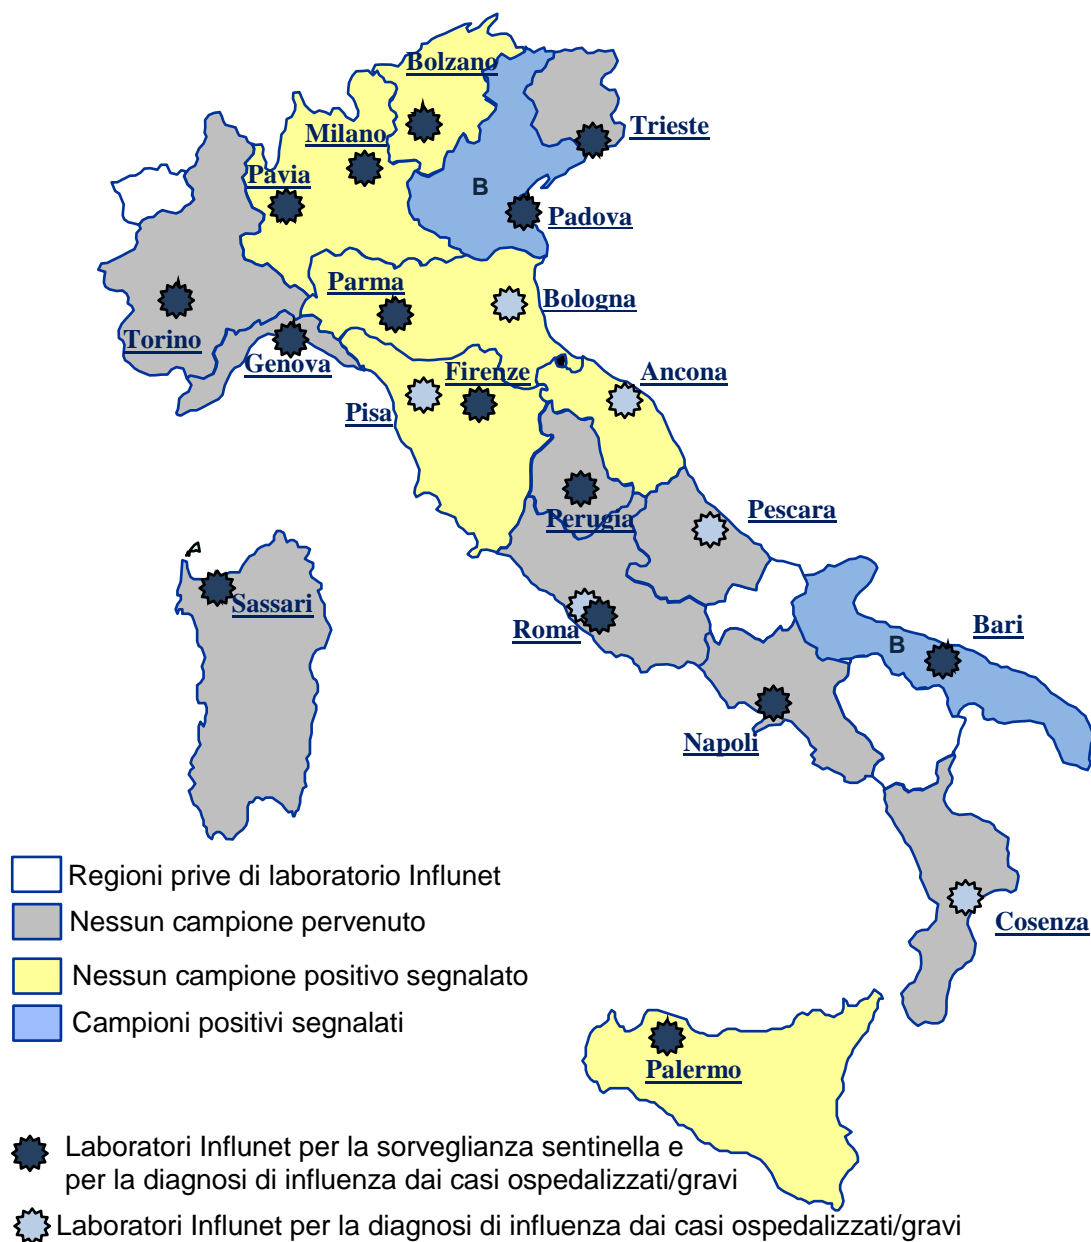 Bolzano
Milano
Trieste
Pavia
B
Padova
Parma
Bologna
Torino
Genova
Firenze
Ancona
Pisa
Perugia
Pescara
A
Sassari
Roma
Bari
B
Napoli
Regioni prive di laboratorio Influnet
Nessun campione pervenuto
Cosenza
Nessun campione positivo segnalato
Campioni positivi segnalati
Palermo
Laboratori Influnet per la sorveglianza sentinella e
per la diagnosi di influenza dai casi ospedalizzati/gravi
Laboratori Influnet per la diagnosi di influenza dai casi ospedalizzati/gravi